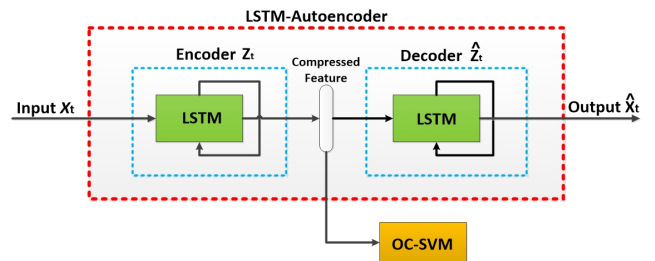 LSTM-Autoencoder
Encoder Zₜ
Compressed
Feature
Decoder Ẑₜ
Input Xₜ
LSTM
LSTM
Output X̂ₜ
OC-SVM